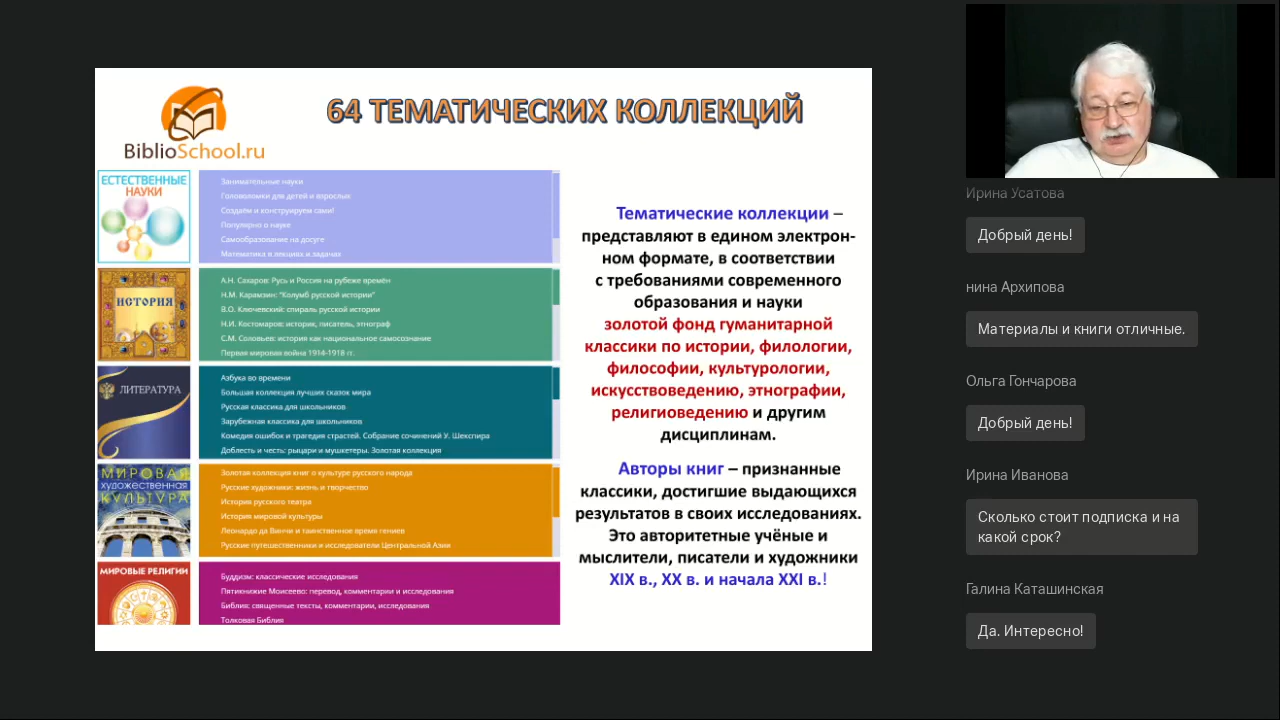 64 ТЕМАТИЧЕСКИХ КОЛЛЕКЦИЙ
BiblioSchool.ru
ЕСТЕСТВЕННЫЕ
НАУКИ
Занимательные науки
Головоломки для детей и взрослых
Создаём и конструируем сами!
Популярно о науке
Самообразование на досуге
Математика в лекциях и задачах
ИСТОРИЯ
А.Н. Сахаров: Русь и Россия на рубеже времён
Н.М. Карамзин: "Колумб русской истории"
В.О. Ключевский: спираль русской истории
Н.И. Костомаров: историк, писатель, этнограф
С.М. Соловьев: история как национальное самосознание
Первая мировая война 1914-1918 гг.
ЛИТЕРАТУРА
Азбука во времени
Большая коллекция лучших сказок мира
Русская классика для школьников
Зарубежная классика для школьников
Комедия ошибок и трагедия страстей. Собрание сочинений У. Шекспира
Доблесть и честь: рыцари и мушкетеры. Золотая коллекция
МИРОВАЯ
художественная
КУЛЬТУРА
Золотая коллекция книг о культуре русского народа
Русские художники: жизнь и творчество
История русского театра
История мировой культуры
Леонардо да Винчи и таинственное время гениев
Русские путешественники и исследователи Центральной Азии
МИРОВЫЕ РЕЛИГИИ
Буддизм: классические исследования
Пятикнижие Моисеево: перевод, комментарии и исследования
Библия: священные тексты, комментарии, исследования
Толковая Библия
Тематические коллекции –
представляют в едином электрон-
ном формате, в соответствии
с требованиями современного
образования и науки
золотой фонд гуманитарной
классики по истории, филологии,
философии, культурологии,
искусствоведению, этнографии,
религиоведению и другим
дисциплинам.
Авторы книг – признанные
классики, достигшие выдающихся
результатов в своих исследованиях.
Это авторитетные учёные и
мыслители, писатели и художники
XIX в., XX в. и начала XXI в.!
Ирина Усатова
Добрый день!
нина Архипова
Материалы и книги отличные.
Ольга Гончарова
Добрый день!
Ирина Иванова
Сколько стоит подписка и на
какой срок?
Галина Каташинская
Да. Интересно!